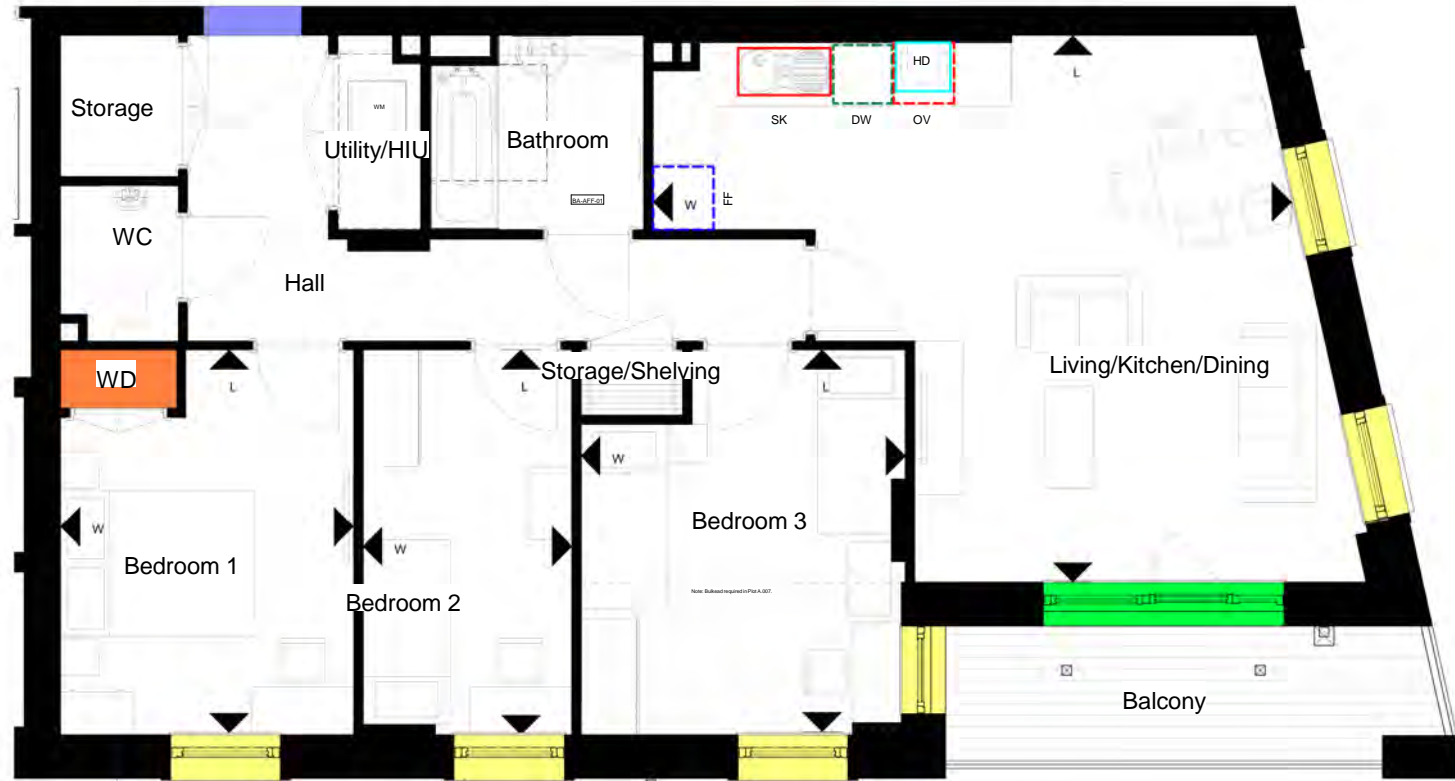 HD
L
Storage
WM
SK
DW
OV
Utility/HIU
Bathroom
BA-AFF-01
W
FF
WC
Hall
WD
L
L
Storage/Shelving
L
Living/Kitchen/Dining
W
W
W
Bedroom 1
Bedroom 2
Bedroom 3
Note: Bulkead required in Plot A.007.
Balcony